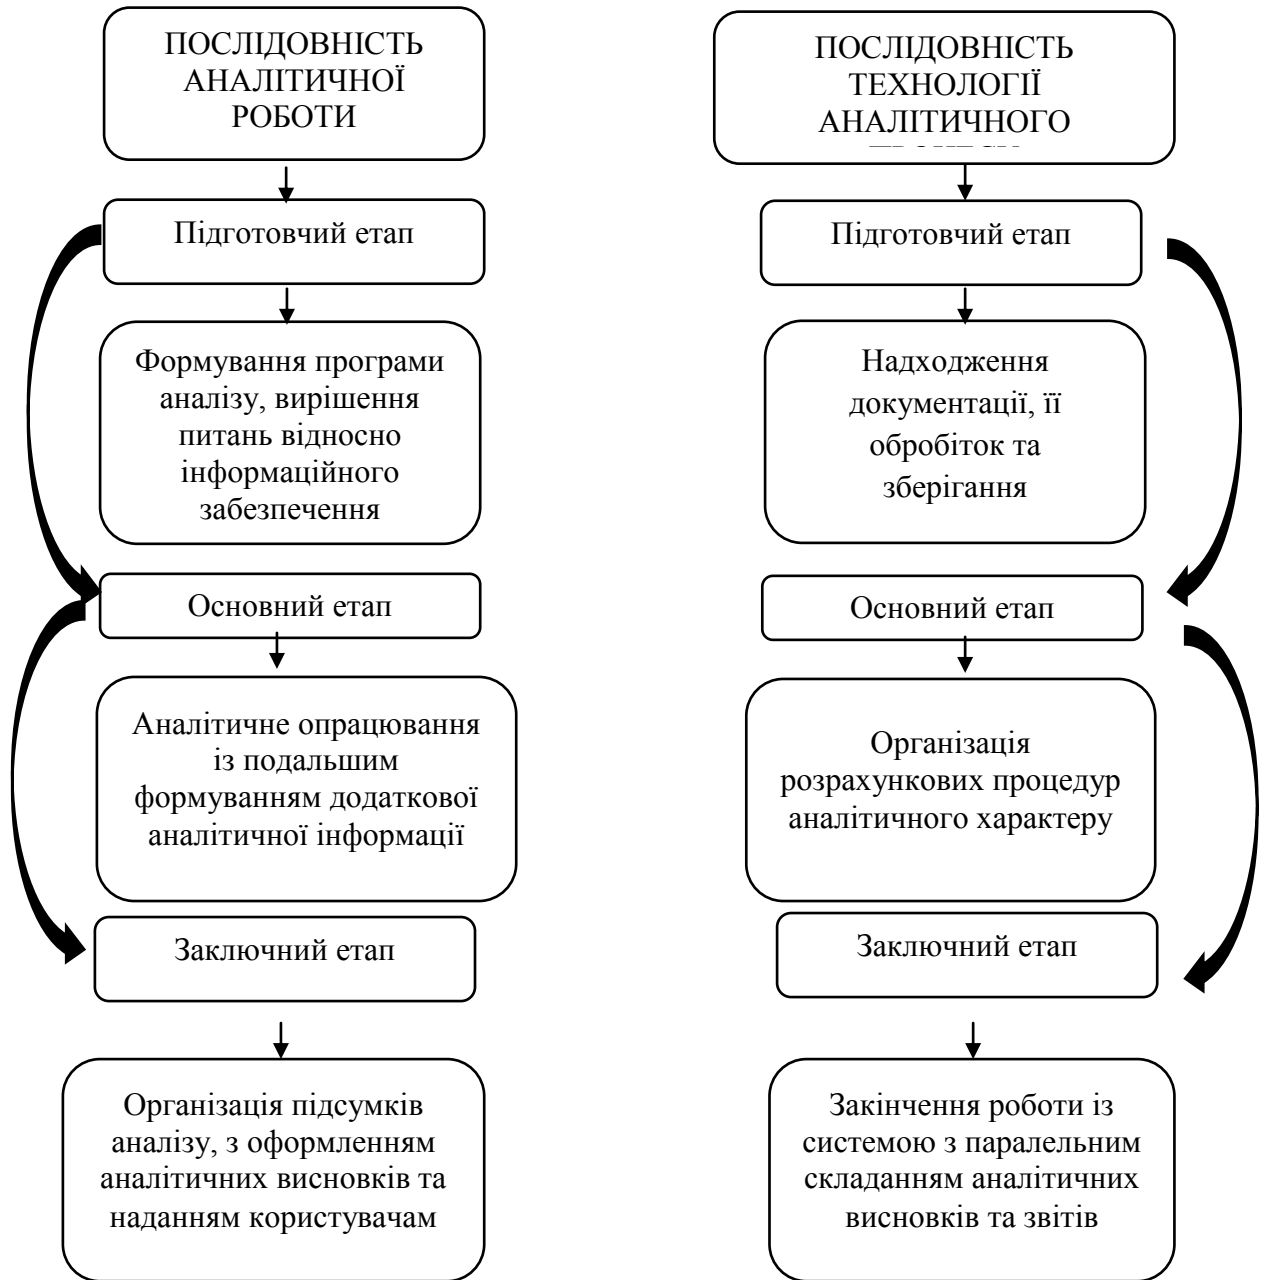 ПОСЛІДОВНІСТЬ
АНАЛІТИЧНОЇ
РОБОТИ
Підготовчий етап
Формування програми
аналізу, вирішення
питань відносно
інформаційного
забезпечення
Основний етап
Аналітичне опрацювання
із подальшим
формуванням додаткової
аналітичної інформації
Заключний етап
Організація підсумків
аналізу, з оформленням
аналітичних висновків та
наданням користувачам
ПОСЛІДОВНІСТЬ
ТЕХНОЛОГІЇ
АНАЛІТИЧНОГО
Підготовчий етап
Надходження
документації, її
обробіток та
зберігання
Основний етап
Організація
розрахункових процедур
аналітичного характеру
Заключний етап
Закінчення роботи із
системою з паралельним
складанням аналітичних
висновків та звітів